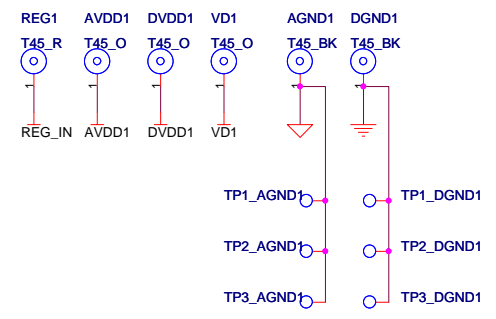 REG1 AVDD1 DVDD1 VD1 AGND1 DGND1
T45_R T45_O T45_O T45_O T45_BK T45_BK
1 1 1 1 1 1
REG_IN AVDD1 DVDD1 VD1
TP1_AGND1 TP1_DGND1
TP2_AGND1 TP2_DGND1
TP3_AGND1 TP3_DGND1